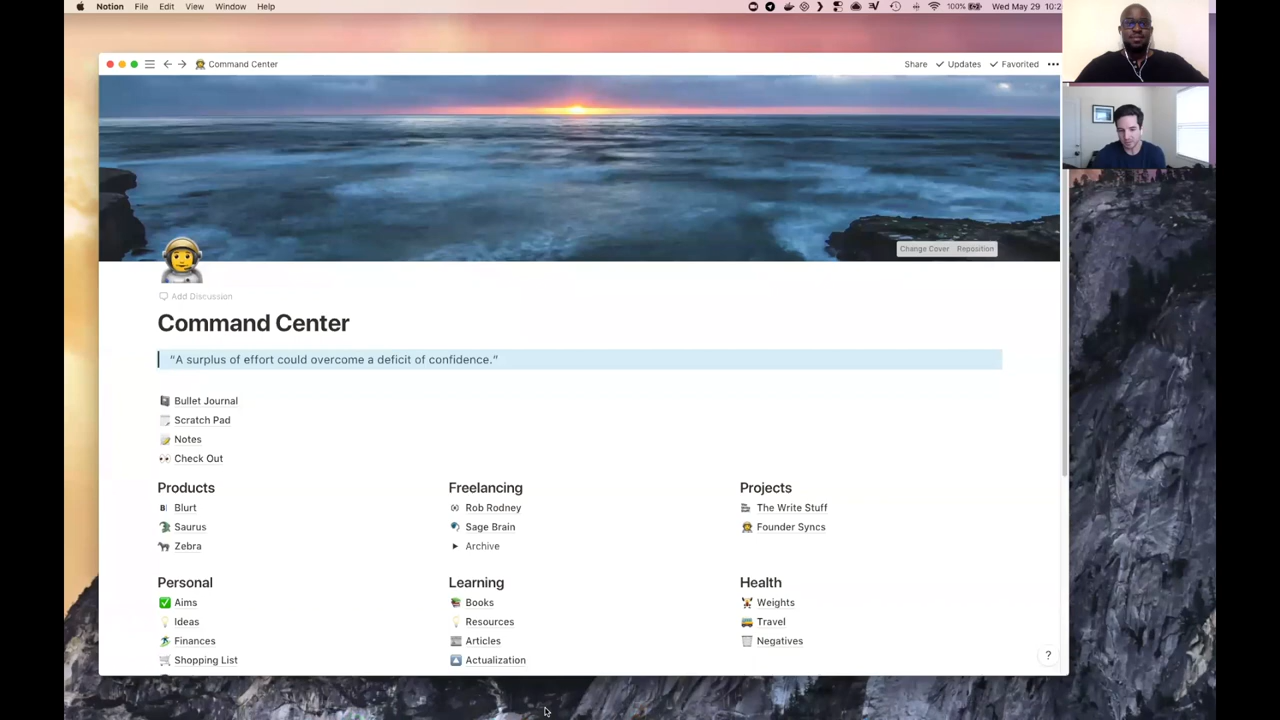 Notion File Edit View Window Help
100% Wed May 29 10:2
Command Center
Share Updates Favorited
Change Cover Reposition
Add Discussion
Command Center
“A surplus of effort could overcome a deficit of confidence.”
Bullet Journal
Scratch Pad
Notes
Check Out
Products Freelancing Projects
Blurt Rob Rodney The Write Stuff
Saurus Sage Brain Founder Syncs
Zebra Archive
Personal Learning Health
Aims Books Weights
Ideas Resources Travel
Finances Articles Negatives
Shopping List Actualization
?